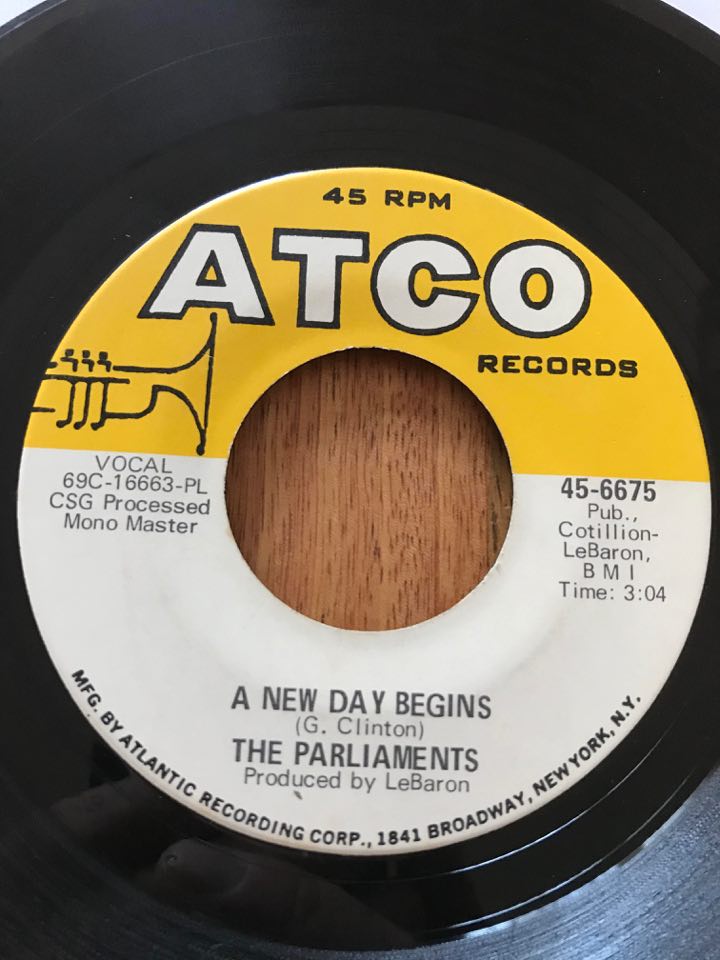 45 RPM
ATCO
RECORDS
VOCAL
69C-16663-PL
CSG Processed
Mono Master
45-6675
Pub.,
Cotillion-
LeBaron,
B M I
Time: 3:04
A NEW DAY BEGINS
(G. Clinton)
THE PARLIAMENTS
Produced by LeBaron
MFG. BY ATLANTIC RECORDING CORP., 1841 BROADWAY, NEW YORK, N.Y.